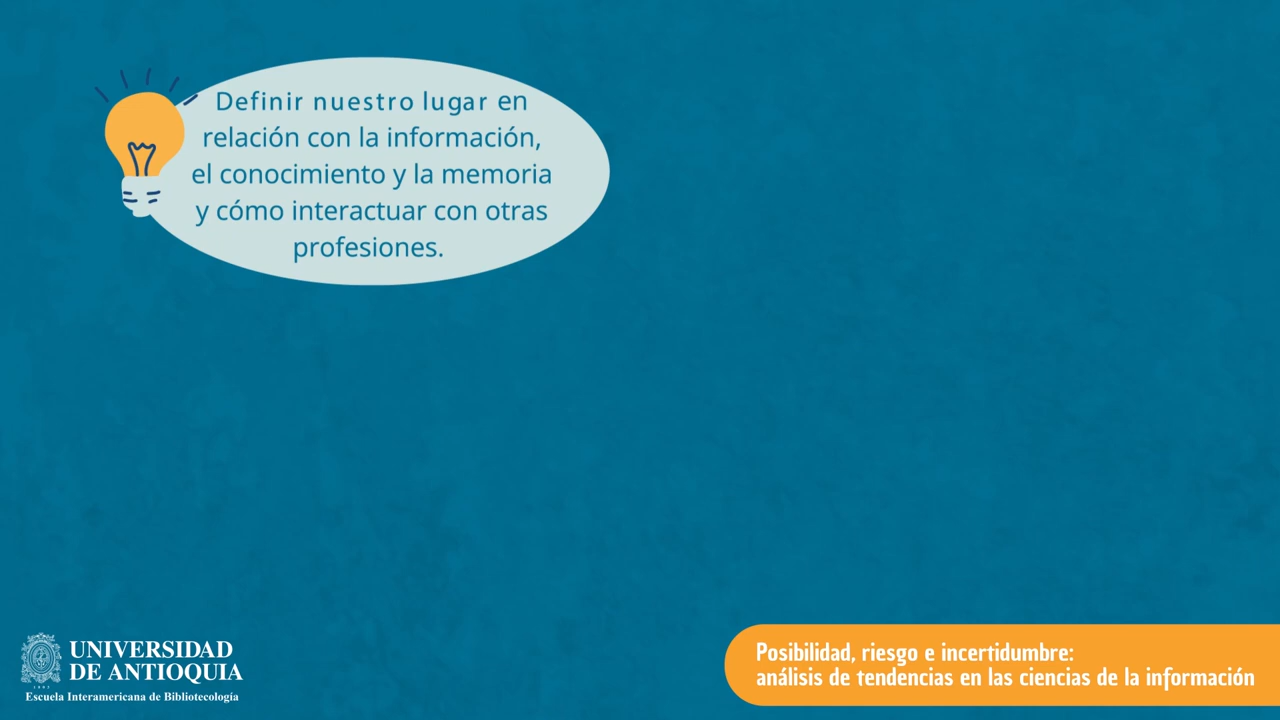 Definir nuestro lugar en
relación con la información,
el conocimiento y la memoria
y cómo interactuar con otras
profesiones.
UNIVERSIDAD
DE ANTIOQUIA
1803
Escuela Interamericana de Bibliotecología
Posibilidad, riesgo e incertidumbre:
análisis de tendencias en las ciencias de la información